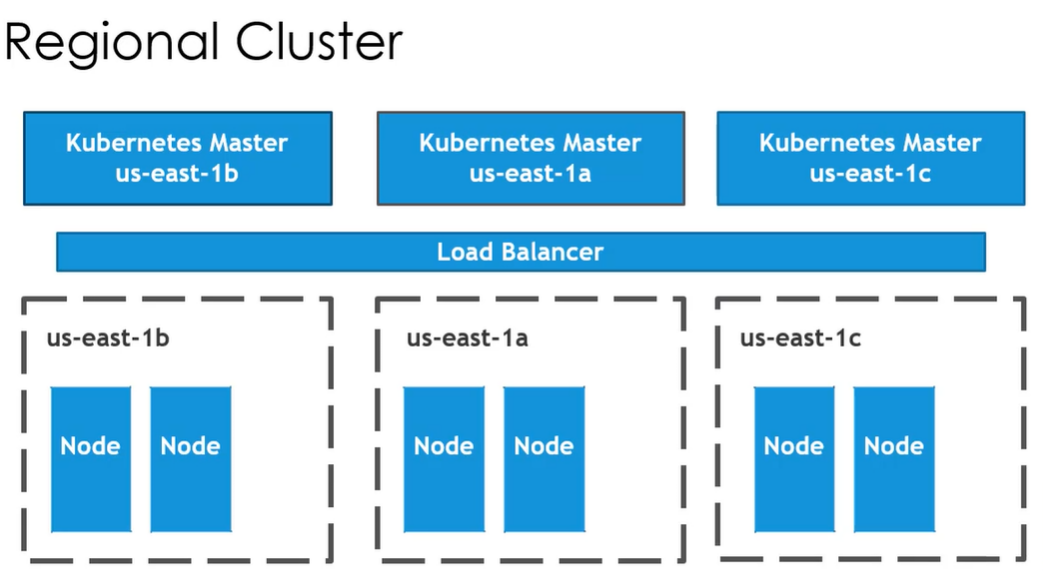 Regional Cluster
Kubernetes Master
us-east-1b
Kubernetes Master
us-east-1a
Kubernetes Master
us-east-1c
Load Balancer
us-east-1b
us-east-1a
us-east-1c
Node
Node
Node
Node
Node
Node